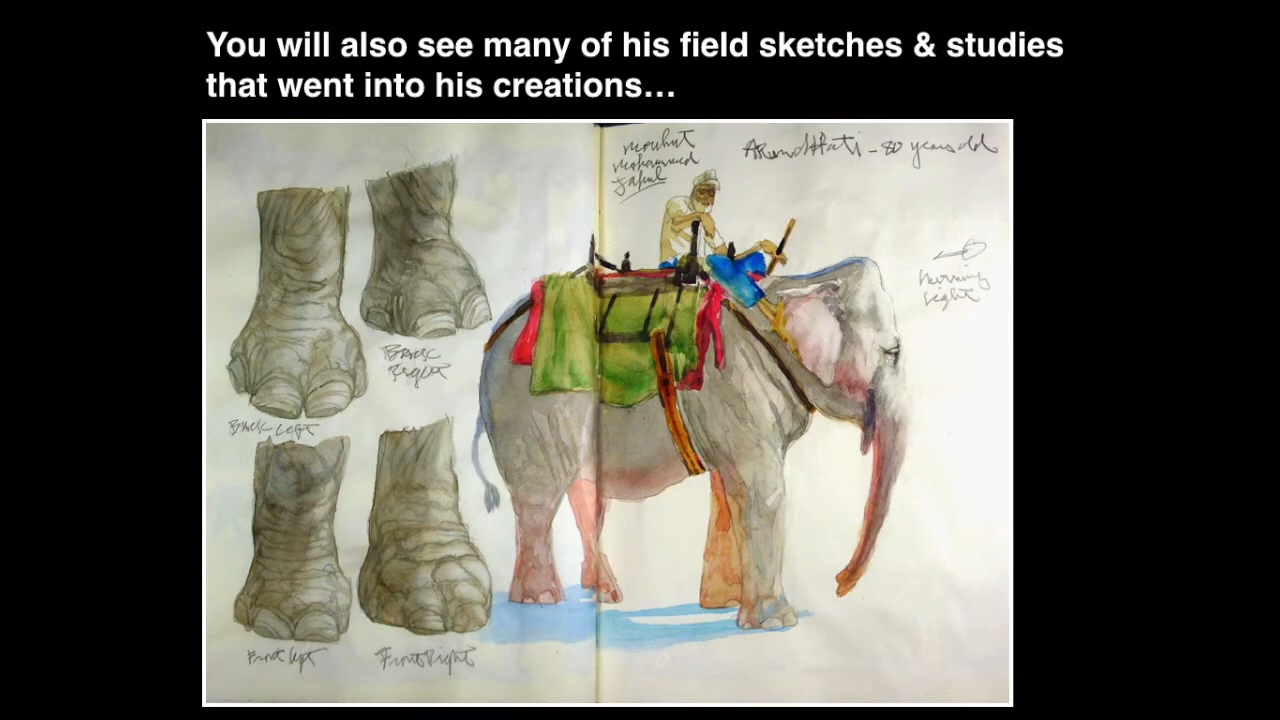 You will also see many of his field sketches & studies
that went into his creations…
Mahut
Mohammed
Arundhati - 80 years old
Morning
light
Back
Right
Back Left
Front Left
Front Right